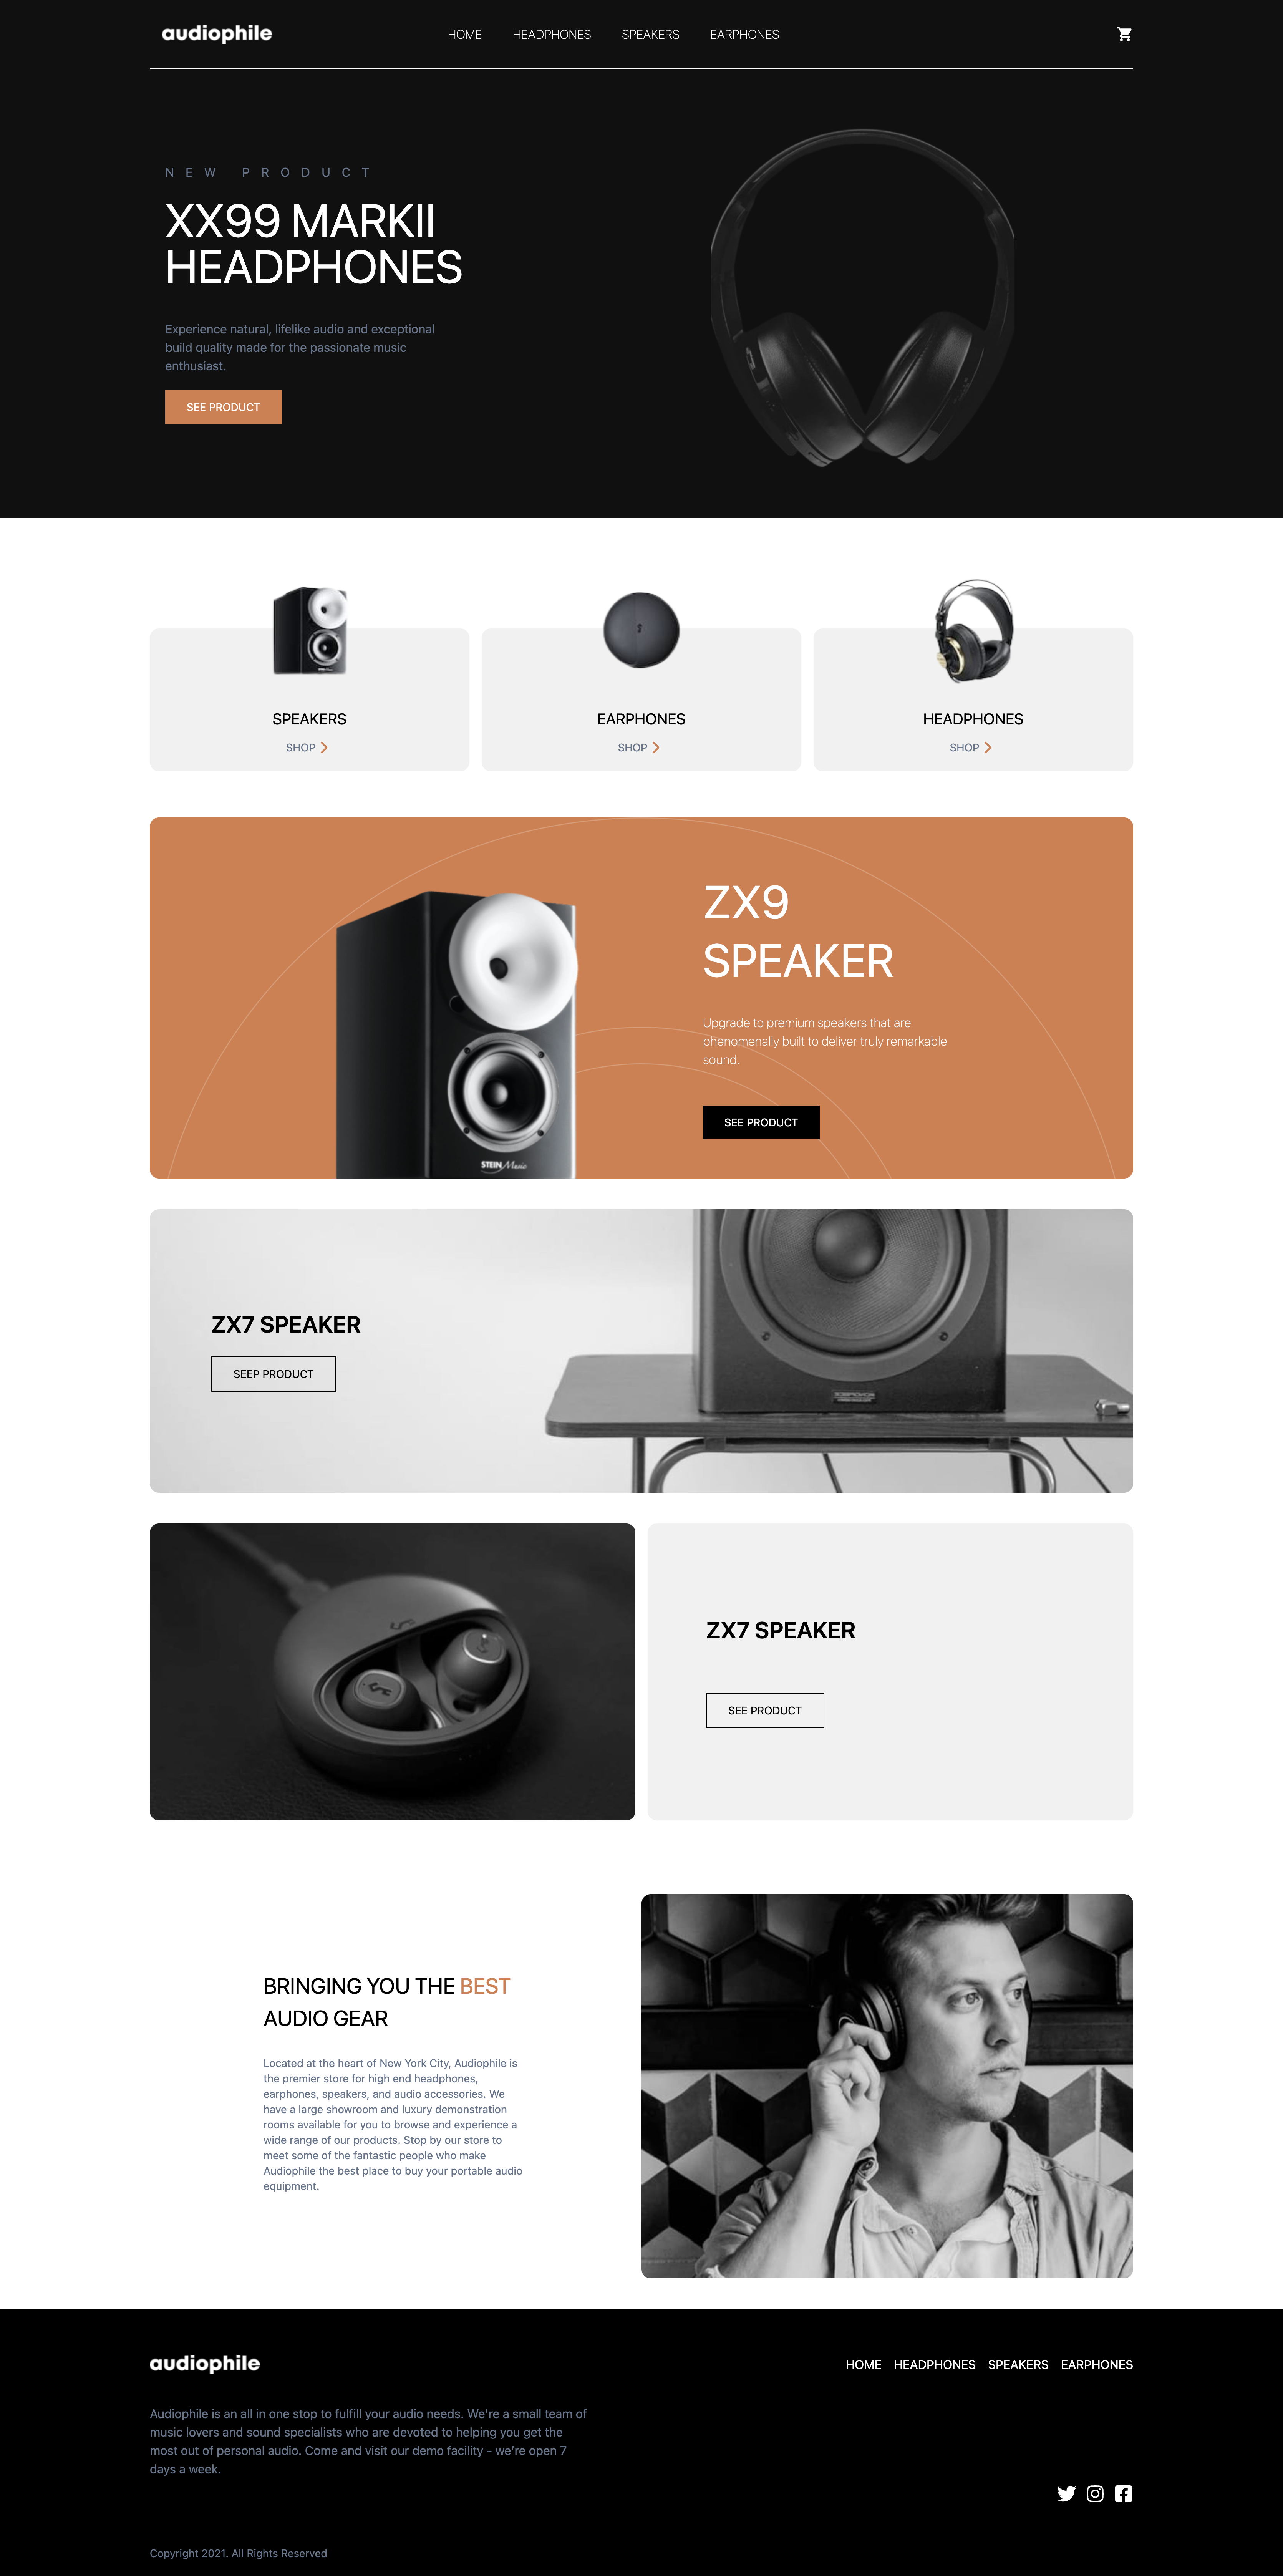 audiophile
HOME HEADPHONES SPEAKERS EARPHONES
NEW PRODUCT
XX99 MARKII
HEADPHONES
Experience natural, lifelike audio and exceptional
build quality made for the passionate music
enthusiast.
SEE PRODUCT
SPEAKERS
SHOP
EARPHONES
SHOP
HEADPHONES
SHOP
ZX9
SPEAKER
Upgrade to premium speakers that are
phenomenally built to deliver truly remarkable
sound.
SEE PRODUCT
STEIN Music
ZX7 SPEAKER
SEEP PRODUCT
ZX7 SPEAKER
SEE PRODUCT
BRINGING YOU THE BEST
AUDIO GEAR
Located at the heart of New York City, Audiophile is
the premier store for high end headphones,
earphones, speakers, and audio accessories. We
have a large showroom and luxury demonstration
rooms available for you to browse and experience a
wide range of our products. Stop by our store to
meet some of the fantastic people who make
Audiophile the best place to buy your portable audio
equipment.
audiophile
HOME HEADPHONES SPEAKERS EARPHONES
Audiophile is an all in one stop to fulfill your audio needs. We're a small team of
music lovers and sound specialists who are devoted to helping you get the
most out of personal audio. Come and visit our demo facility - we're open 7
days a week.
Copyright 2021. All Rights Reserved